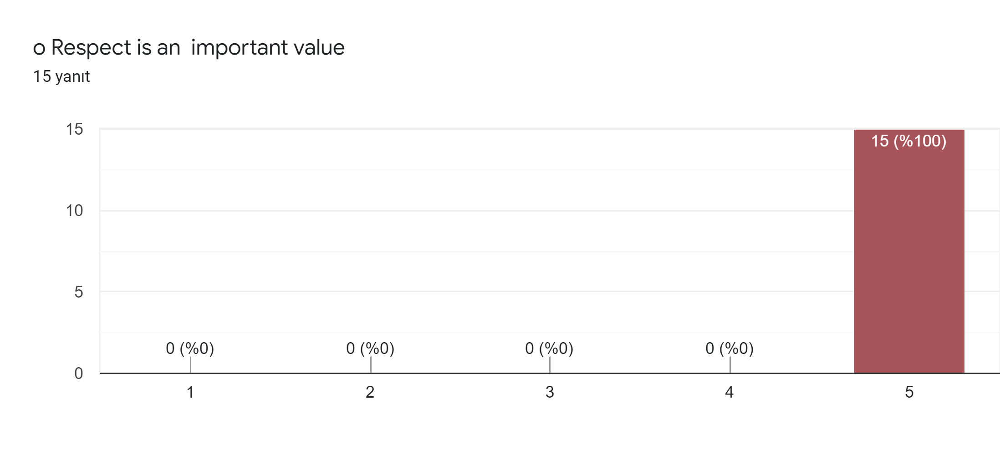 o Respect is an  important value
15 yanıt
15
15 (%100)
10
5
0 (%0) 0 (%0) 0 (%0) 0 (%0)
0
1 2 3 4 5